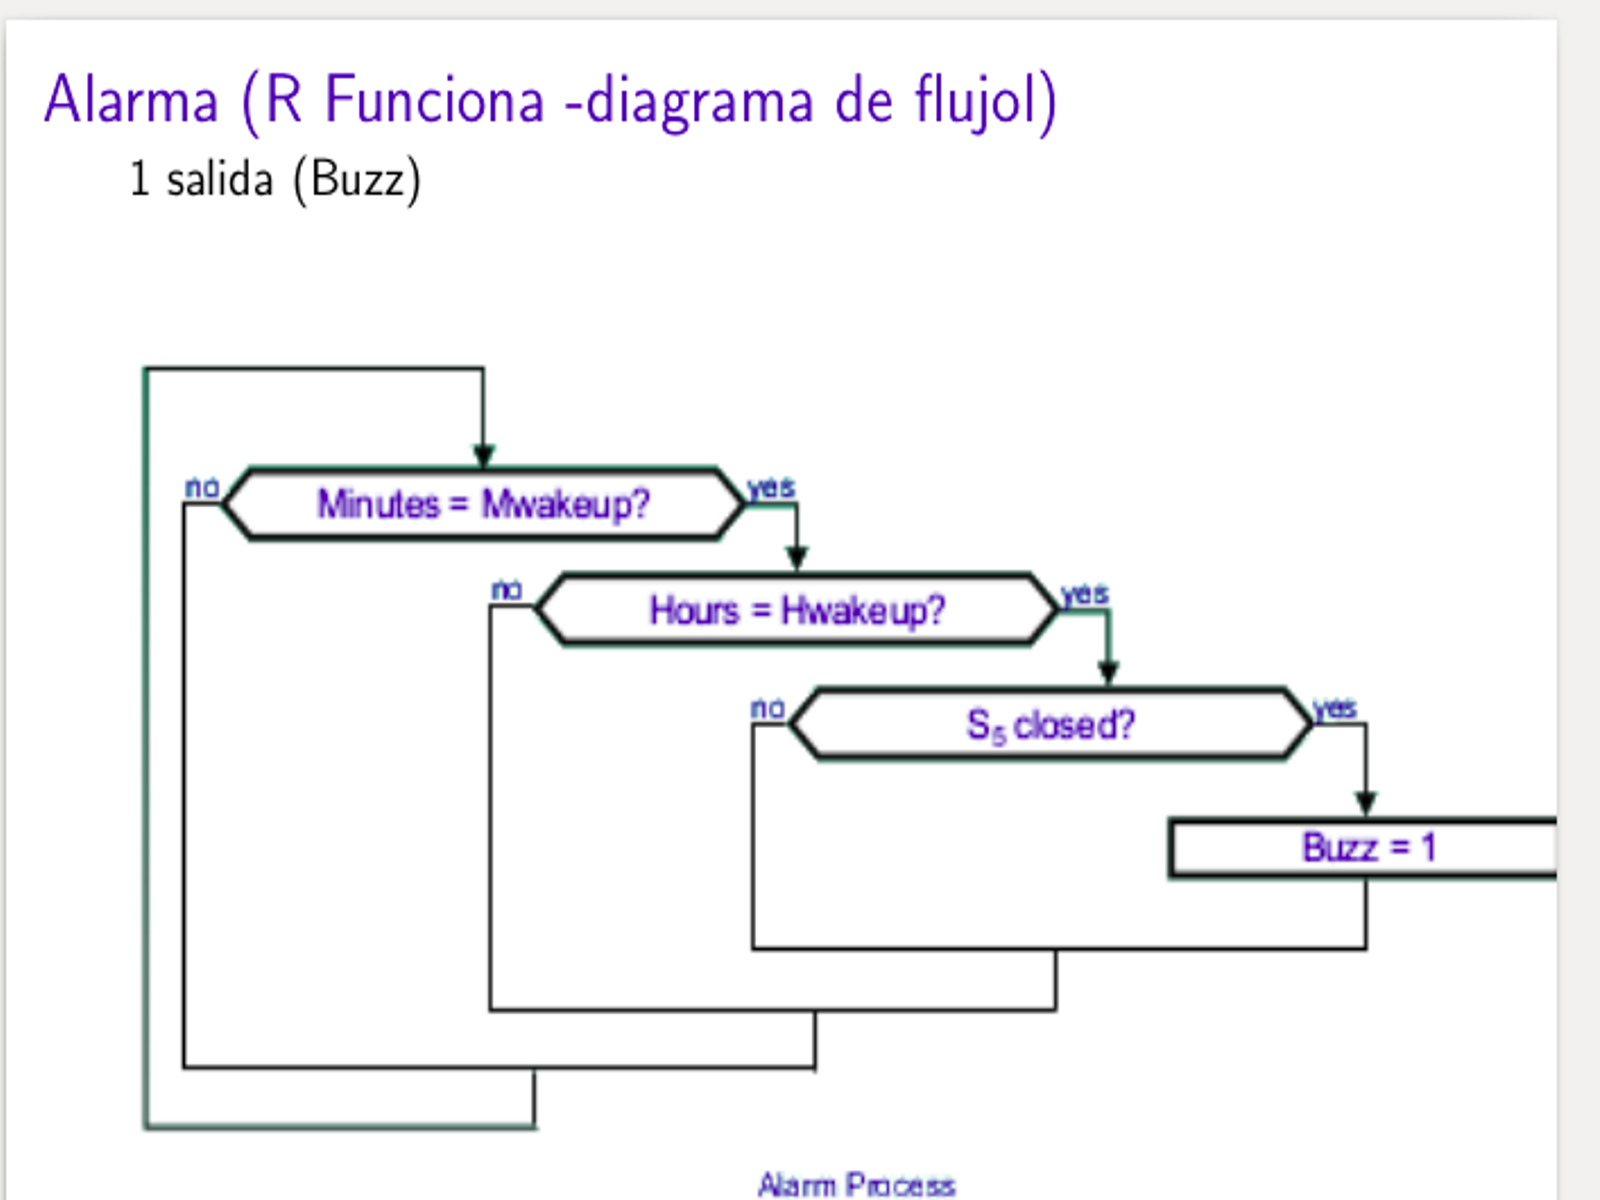 Alarma (R Funciona -diagrama de flujol)
1 salida (Buzz)
no
Minutes = Mwakeup?
yes
no
Hours = Hwakeup?
yes
no
S₅ closed?
yes
Buzz = 1
Alarm Process